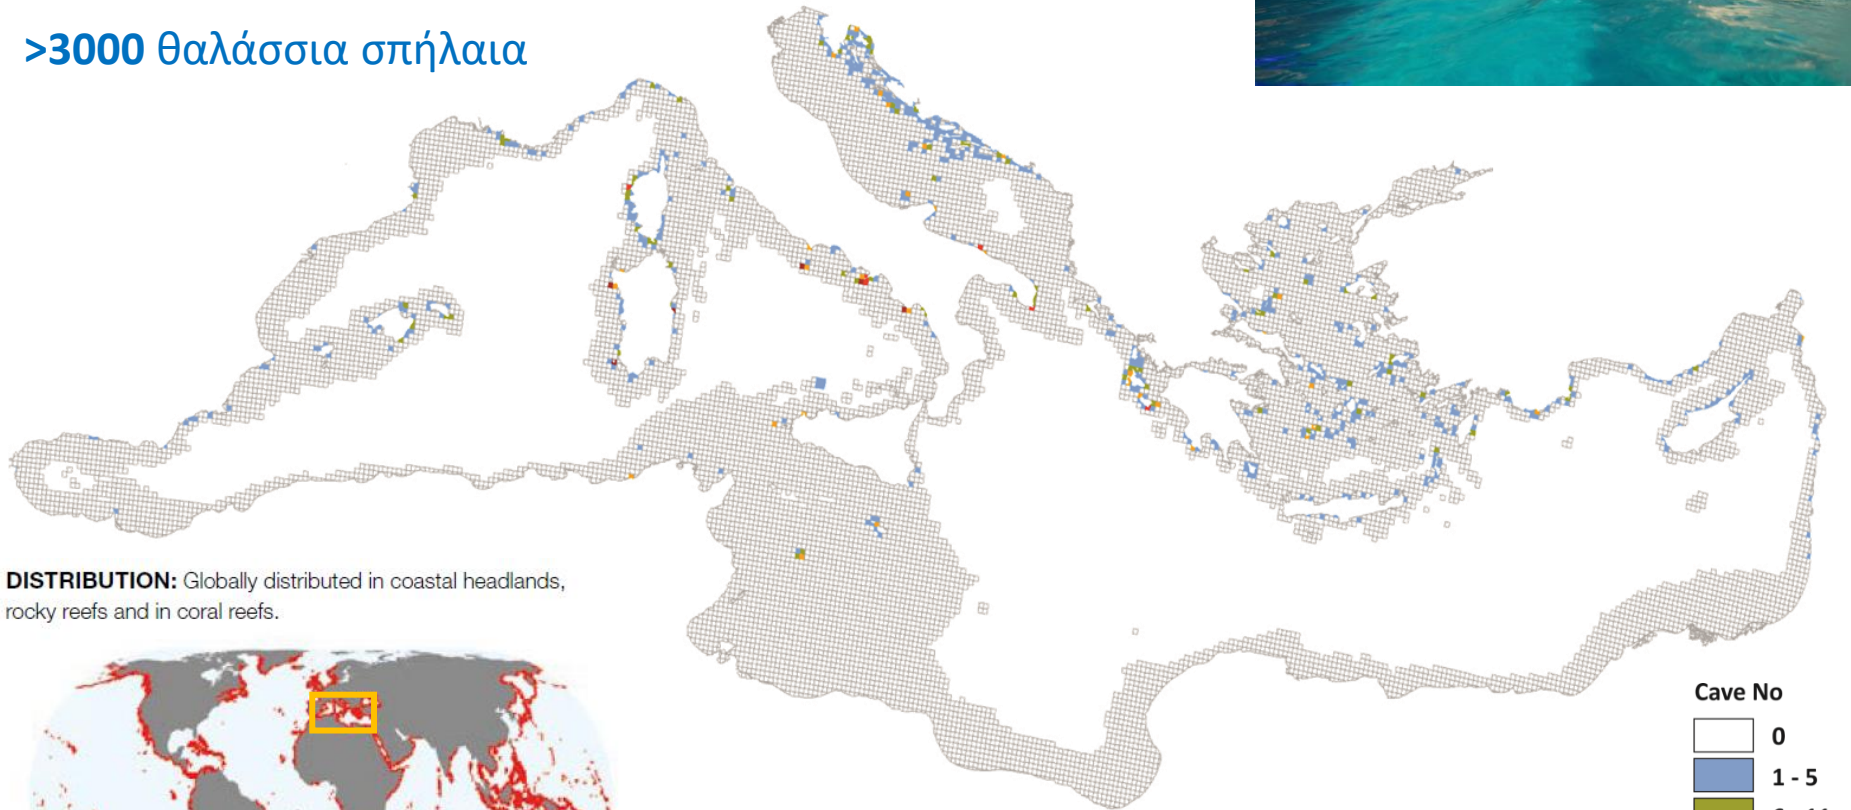 >3000 θαλάσσια σπήλαια
DISTRIBUTION: Globally distributed in coastal headlands,
rocky reefs and in coral reefs.
Cave No
0
1 - 5